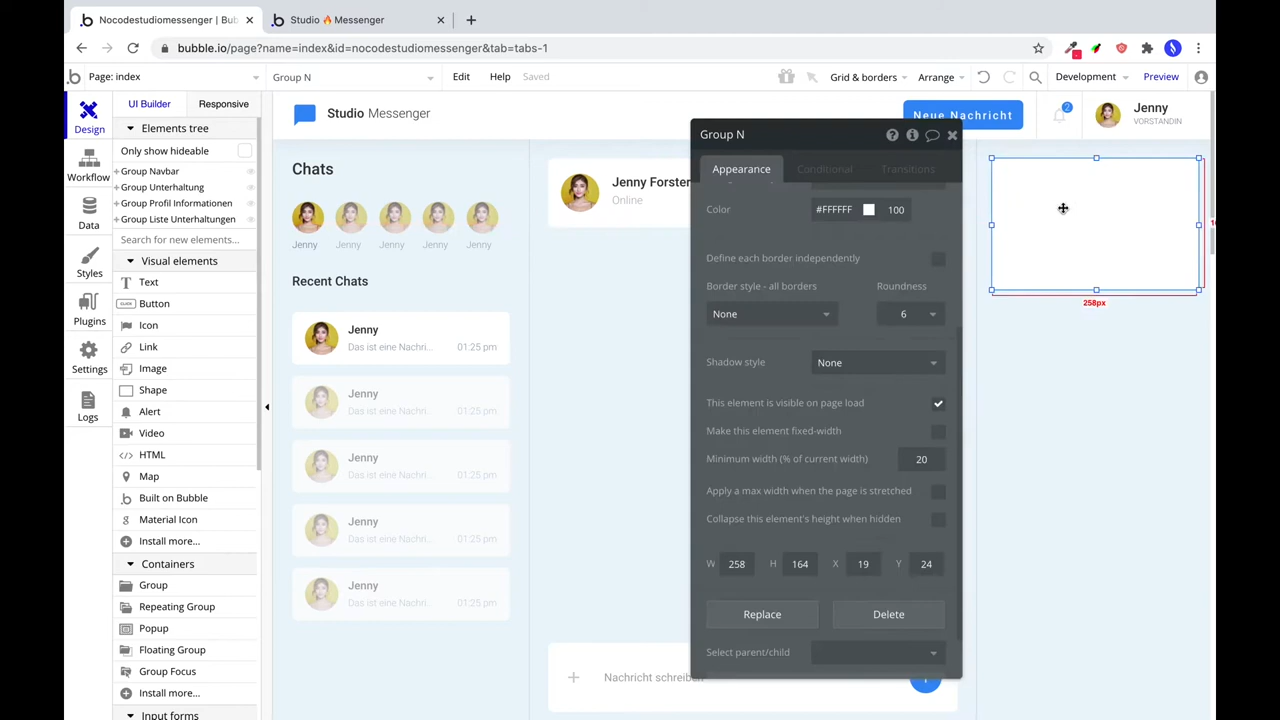 Nocodestudiomessenger | Bub
Studio 🔥 Messenger
bubble.io/page?name=index&id=nocodestudiomessenger&tab=tabs-1
Page: index
Group N
Edit
Help
Saved
Grid & borders
Arrange
Development
Preview
Design
Workflow
Data
Styles
Plugins
Settings
Logs
UI Builder
Responsive
Elements tree
Only show hideable
Group Navbar
Group Unterhaltung
Group Profil Informationen
Group Liste Unterhaltungen
Search for new elements...
Visual elements
Text
Button
Icon
Link
Image
Shape
Alert
Video
HTML
Map
Built on Bubble
Material Icon
Install more...
Containers
Group
Repeating Group
Popup
Floating Group
Group Focus
Install more...
Input forms
CLICK
Studio Messenger
Neue Nachricht
2
Jenny
VORSTANDIN
Chats
Jenny
Jenny
Jenny
Jenny
Jenny
Recent Chats
Jenny
Das ist eine Nachri...
01:25 pm
Jenny
Das ist eine Nachri...
01:25 pm
Jenny
Das ist eine Nachri...
01:25 pm
Jenny
Das ist eine Nachri...
01:25 pm
Jenny
Das ist eine Nachri...
01:25 pm
Jenny Forster
Online
Nachricht schreiben
Group N
Appearance
Conditional
Transitions
Color
#FFFFFF
100
Define each border independently
Border style - all borders
Roundness
None
6
Shadow style
None
This element is visible on page load
Make this element fixed-width
Minimum width (% of current width)
20
Apply a max width when the page is stretched
Collapse this element's height when hidden
W 258 H 164 X 19 Y 24
Replace
Delete
Select parent/child
258px